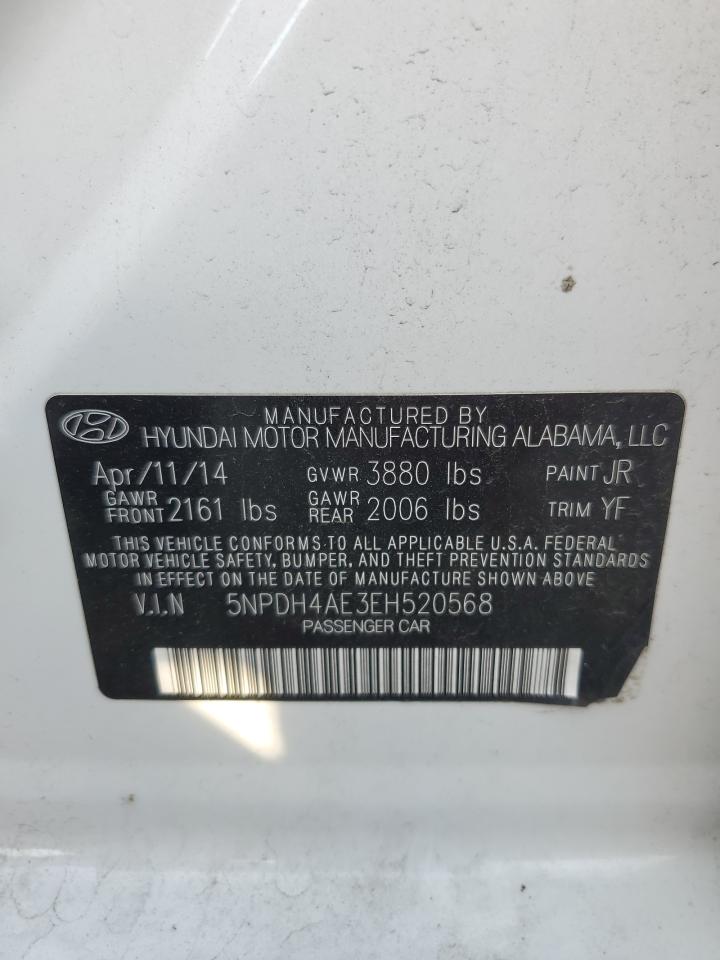 MANUFACTURED BY
HYUNDAI MOTOR MANUFACTURING ALABAMA, LLC
Apr/11/14 GVWR 3880 lbs PAINT JR
GAWR FRONT 2161 lbs GAWR REAR 2006 lbs TRIM YF
THIS VEHICLE CONFORMS TO ALL APPLICABLE U.S.A. FEDERAL
MOTOR VEHICLE SAFETY, BUMPER, AND THEFT PREVENTION STANDARDS
IN EFFECT ON THE DATE OF MANUFACTURE SHOWN ABOVE
V.I.N 5NPDH4AE3EH520568
PASSENGER CAR